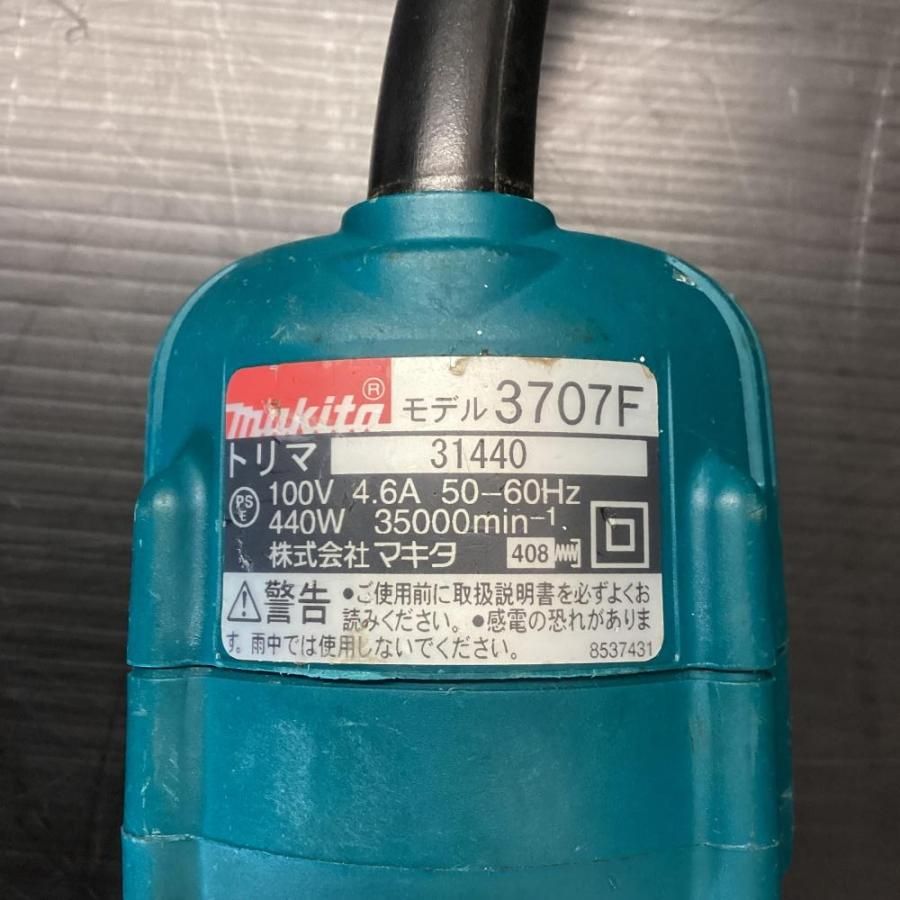 makita ® モデル 3707F
トリマ 31440
PS E 100V 4.6A 50-60Hz
440W 35000min-1
株式会社 マキタ 408
警告 ●ご使用前に取扱説明書を必ずよくお
読みください。●感電の恐れがありま
す。雨中では使用しないでください。 8537431